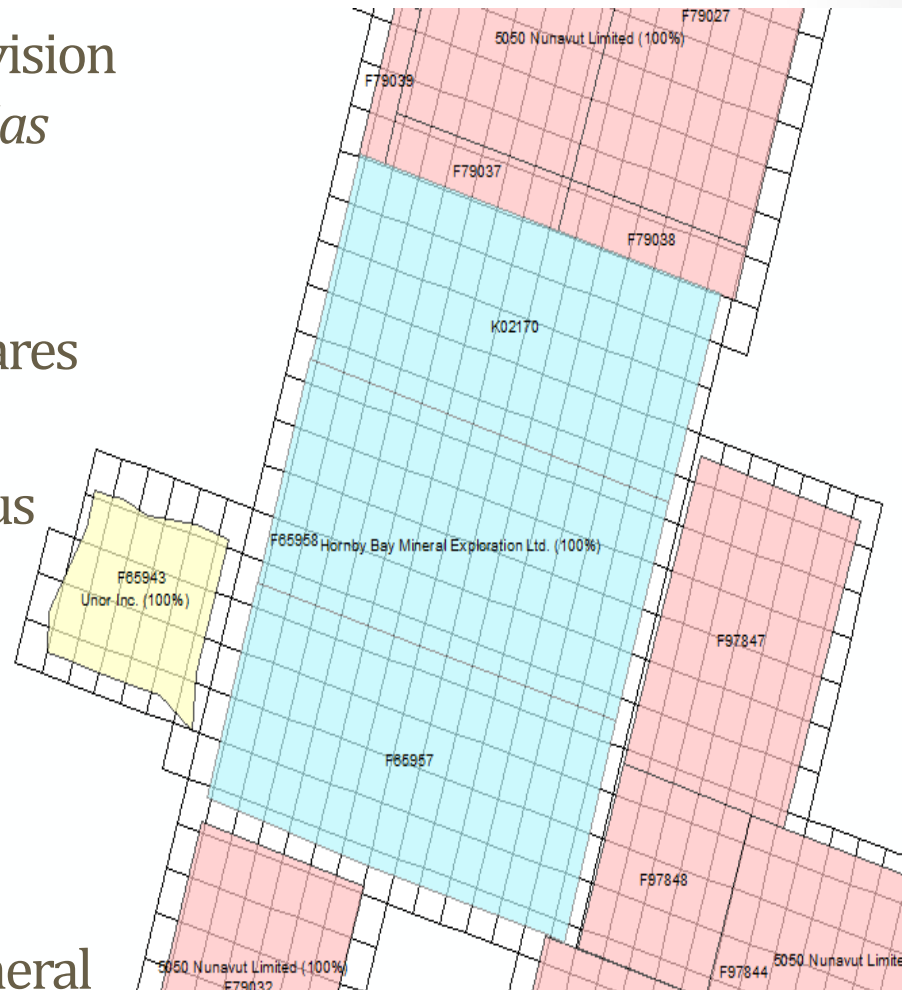 vision
as
ares
us
neral
F79027
5050 Nunavut Limited (100%)
F79039
F79037
F79038
K02170
F65958 Hornby Bay Mineral Exploration Ltd. (100%)
F65943
Unor Inc. (100%)
F97847
F65957
F97848
5050 Nunavut Limite
F97844
5050 Nunavut Limited (100%)
F79032